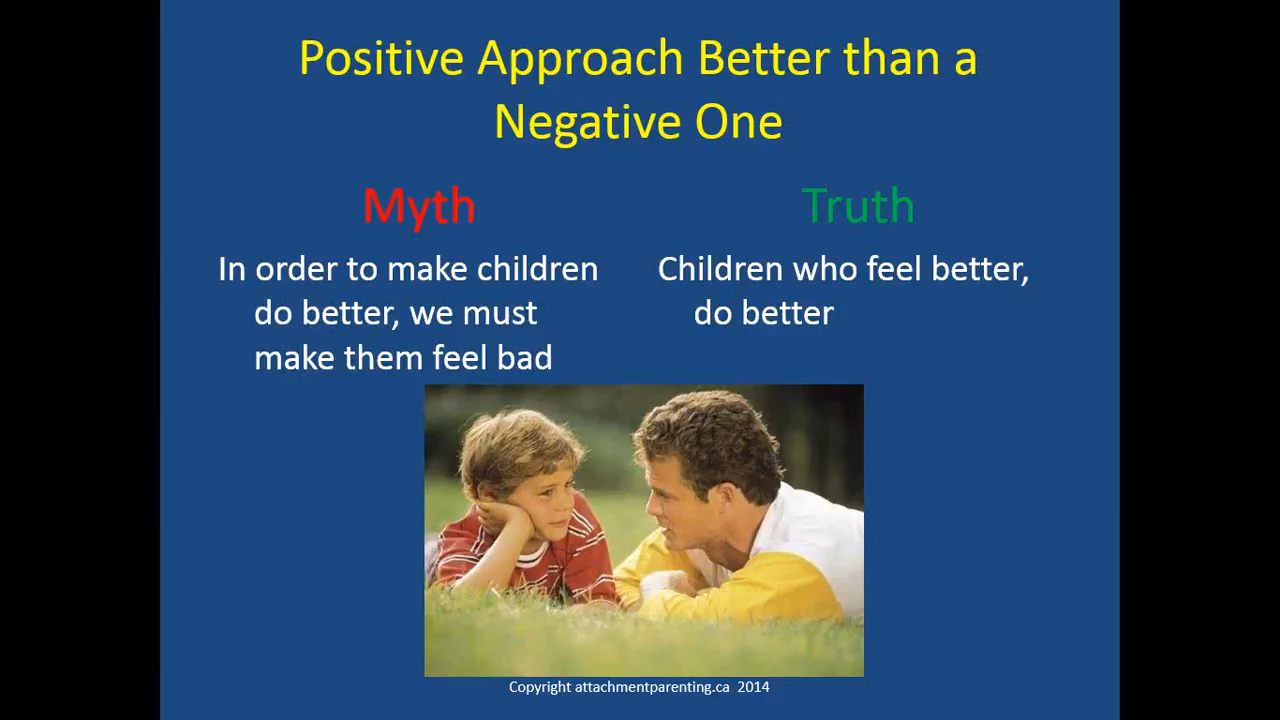 Positive Approach Better than a
Negative One
Myth
In order to make children
do better, we must
make them feel bad
Truth
Children who feel better,
do better
Copyright attachmentparenting.ca 2014